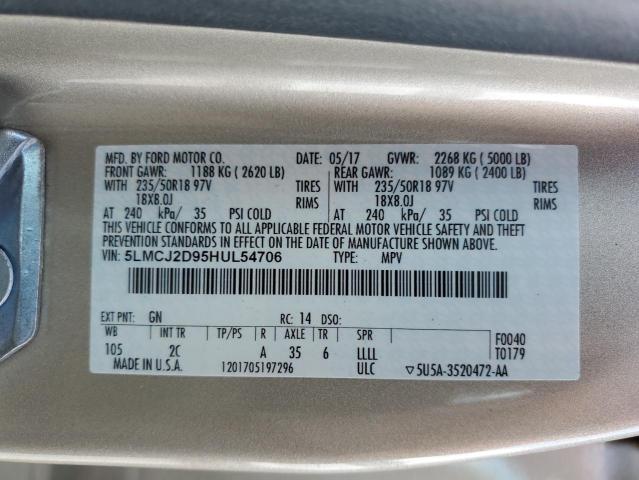 MFD. BY FORD MOTOR CO. DATE: 05/17 GVWR: 2268 KG ( 5000 LB)
FRONT GAWR: 1188 KG ( 2620 LB) REAR GAWR: 1089 KG ( 2400 LB)
WITH 235/50R18 97V TIRES WITH 235/50R18 97V TIRES
18X8.0J RIMS 18X8.0J RIMS
AT 240 kPa/ 35 PSI COLD AT 240 kPa/ 35 PSI COLD
THIS VEHICLE CONFORMS TO ALL APPLICABLE FEDERAL MOTOR VEHICLE SAFETY AND THEFT
PREVENTION STANDARDS IN EFFECT ON THE DATE OF MANUFACTURE SHOWN ABOVE.
VIN: 5LMCJ2D95HUL54706 TYPE: MPV
EXT PNT: GN RC: 14 DSO:
WB INT TR TP/PS R AXLE TR SPR F0040
105 2C A 35 6 LLLL T0179
MADE IN U.S.A. 1201705197296 ULC ▽5U5A-3520472-AA